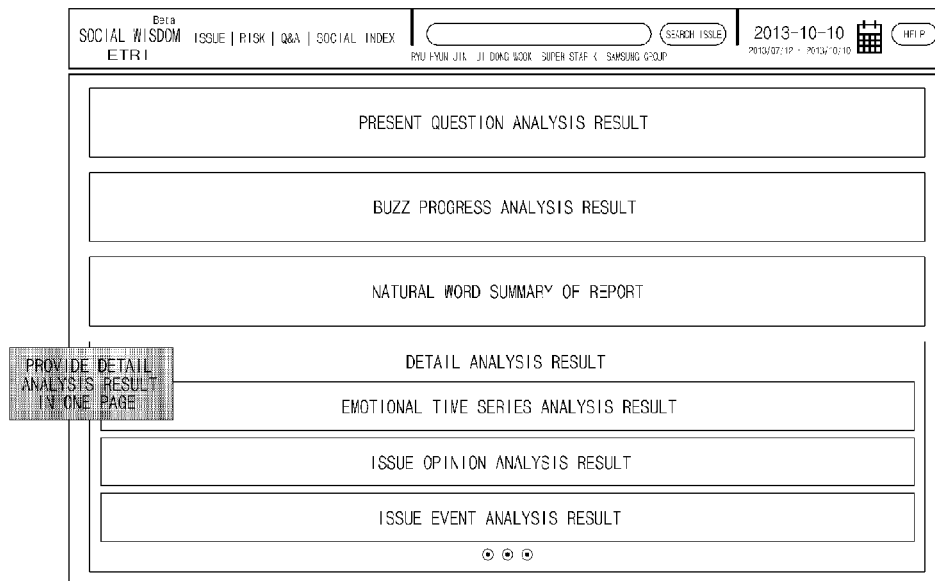 Beta
SOCIAL WISDOM
ETRI
ISSUE | RISK | Q&A | SOCIAL INDEX
SEARCH ISSUE
RYU HYUN JIN JI DONG WOOK SUPER STAR K SAMSUNG GROUP
2013-10-10
2013/07/12 - 2013/10/10
HELP
PRESENT QUESTION ANALYSIS RESULT
BUZZ PROGRESS ANALYSIS RESULT
NATURAL WORD SUMMARY OF REPORT
PROVIDE DETAIL
ANALYSIS RESULT
IN ONE PAGE
DETAIL ANALYSIS RESULT
EMOTIONAL TIME SERIES ANALYSIS RESULT
ISSUE OPINION ANALYSIS RESULT
ISSUE EVENT ANALYSIS RESULT